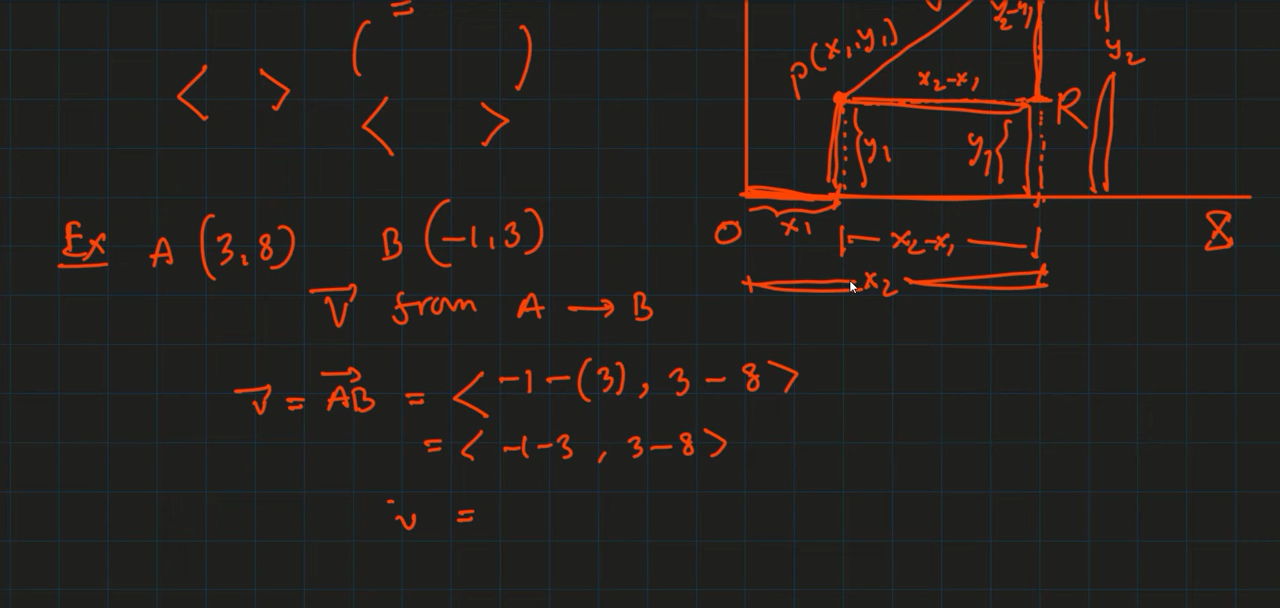 =
( )
< >
< >
Ex A (3, 8) B (-1, 3)
V⃗ from A → B
v⃗ = AB⃗ = < -1 - (3), 3 - 8 >
= < -1-3 , 3-8 >
v =
P(x₁, y₁)
y₂-y₁
y₂
x₂-x₁
R
y₁
y₁
O
x₁
x₂-x₁
x₂